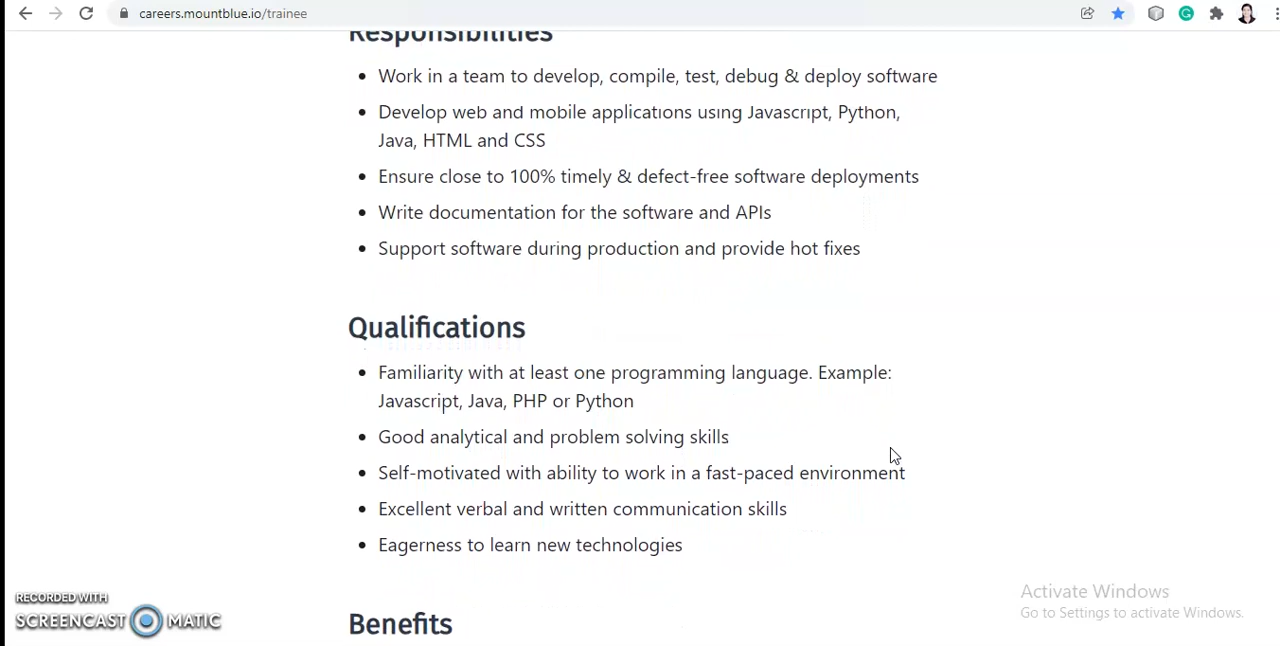 careers.mountblue.io/trainee
Responsibilities
Work in a team to develop, compile, test, debug & deploy software
Develop web and mobile applications using Javascript, Python,
Java, HTML and CSS
Ensure close to 100% timely & defect-free software deployments
Write documentation for the software and APIs
Support software during production and provide hot fixes
Qualifications
Familiarity with at least one programming language. Example:
Javascript, Java, PHP or Python
Good analytical and problem solving skills
Self-motivated with ability to work in a fast-paced environment
Excellent verbal and written communication skills
Eagerness to learn new technologies
Benefits
Activate Windows
Go to Settings to activate Windows.
RECORDED WITH
SCREENCAST MATIC